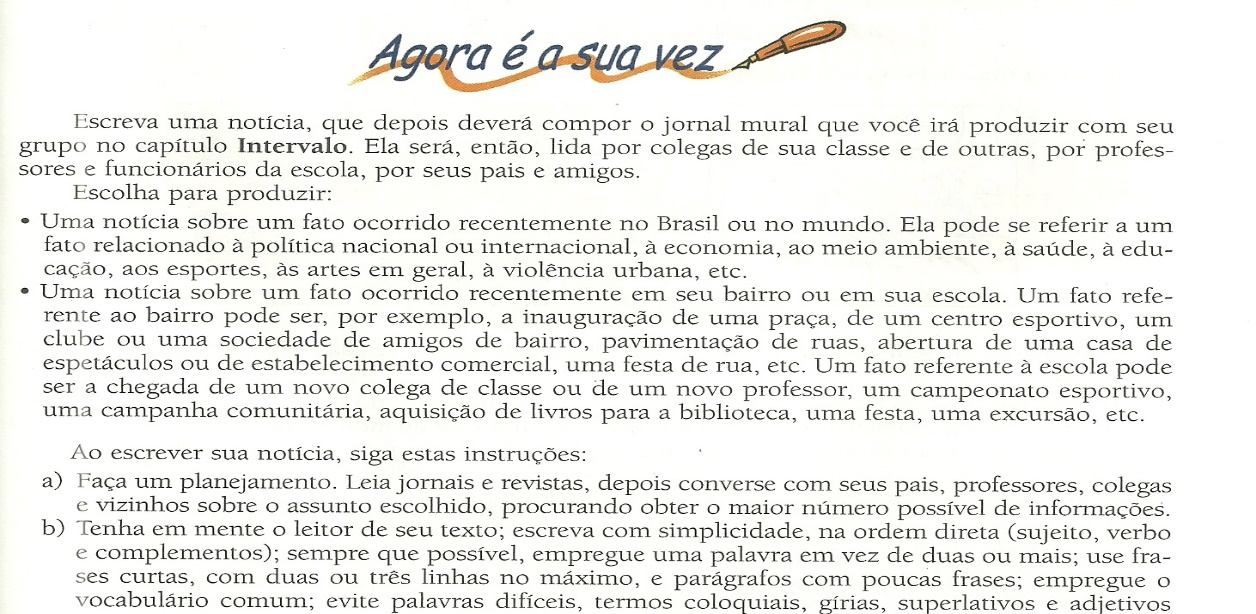 Agora é a sua vez
Escreva uma notícia, que depois deverá compor o jornal mural que você irá produzir com seu
grupo no capítulo Intervalo. Ela será, então, lida por colegas de sua classe e de outras, por profes-
sores e funcionários da escola, por seus pais e amigos.
Escolha para produzir:
• Uma notícia sobre um fato ocorrido recentemente no Brasil ou no mundo. Ela pode se referir a um
fato relacionado à política nacional ou internacional, à economia, ao meio ambiente, à saúde, à edu-
cação, aos esportes, às artes em geral, à violência urbana, etc.
• Uma notícia sobre um fato ocorrido recentemente em seu bairro ou em sua escola. Um fato refe-
rente ao bairro pode ser, por exemplo, a inauguração de uma praça, de um centro esportivo, um
clube ou uma sociedade de amigos de bairro, pavimentação de ruas, abertura de uma casa de
espetáculos ou de estabelecimento comercial, uma festa de rua, etc. Um fato referente à escola pode
ser a chegada de um novo colega de classe ou de um novo professor, um campeonato esportivo,
uma campanha comunitária, aquisição de livros para a biblioteca, uma festa, uma excursão, etc.
Ao escrever sua notícia, siga estas instruções:
a) Faça um planejamento. Leia jornais e revistas, depois converse com seus pais, professores, colegas
e vizinhos sobre o assunto escolhido, procurando obter o maior número possível de informações.
b) Tenha em mente o leitor de seu texto; escreva com simplicidade, na ordem direta (sujeito, verbo
e complementos); sempre que possível, empregue uma palavra em vez de duas ou mais; use fra-
ses curtas, com duas ou três linhas no máximo, e parágrafos com poucas frases; empregue o
vocabulário comum; evite palavras difíceis, termos coloquiais, gírias, superlativos e adjetivos